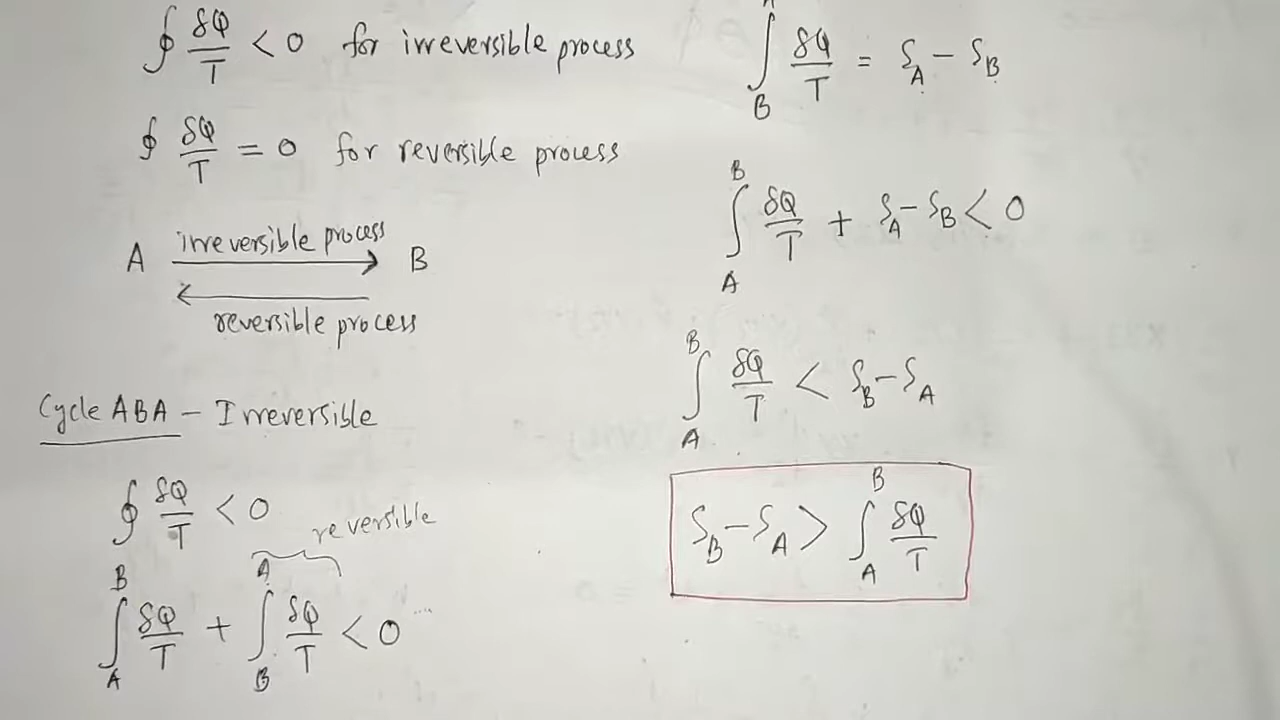 ∮ δQ/T < 0 for irreversible process
∮ δQ/T = 0 for reversible process
A irreversible process B
reversible process
Cycle ABA - Irreversible
∮ δQ/T < 0
reversible
∫_A^B δQ/T + ∫_B^A δQ/T < 0
∫_B^A δQ/T = S_A - S_B
∫_A^B δQ/T + S_A - S_B < 0
∫_A^B δQ/T < S_B - S_A
S_B - S_A > ∫_A^B δQ/T